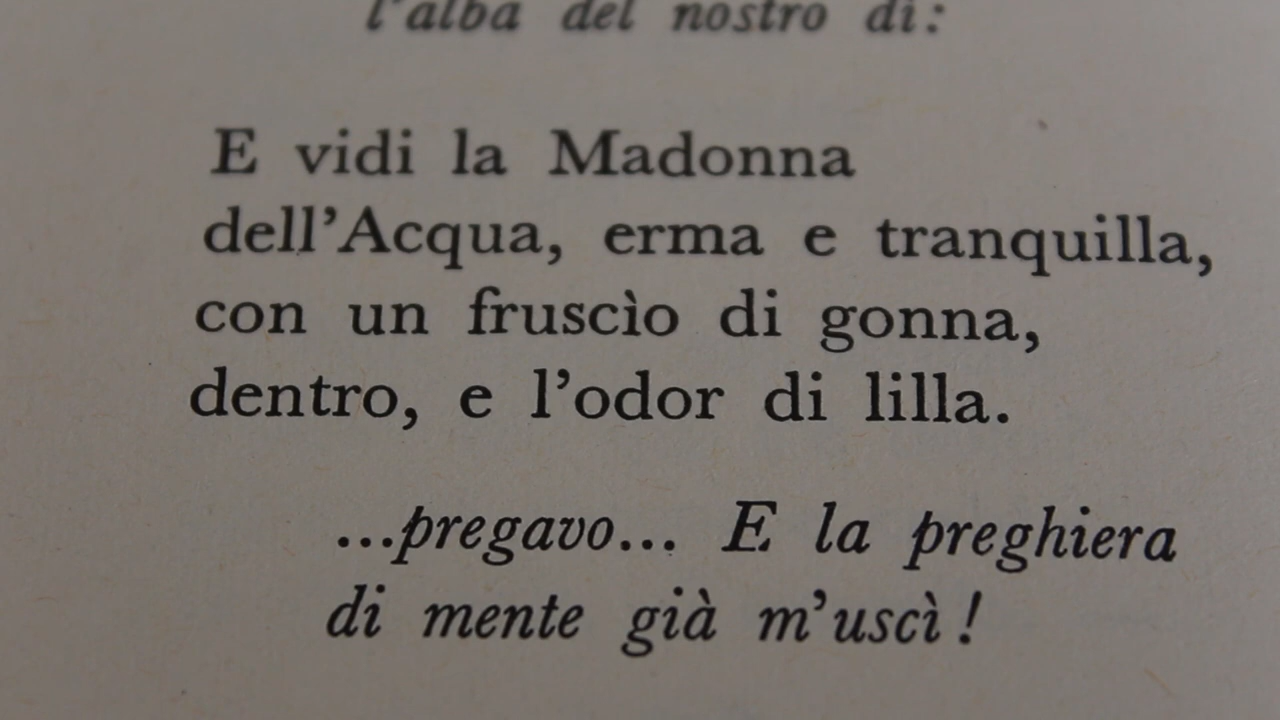 l'alba del nostro dì:
E vidi la Madonna
dell'Acqua, erma e tranquilla,
con un fruscìo di gonna,
dentro, e l'odor di lilla.
...pregavo... E la preghiera
di mente già m'uscì!